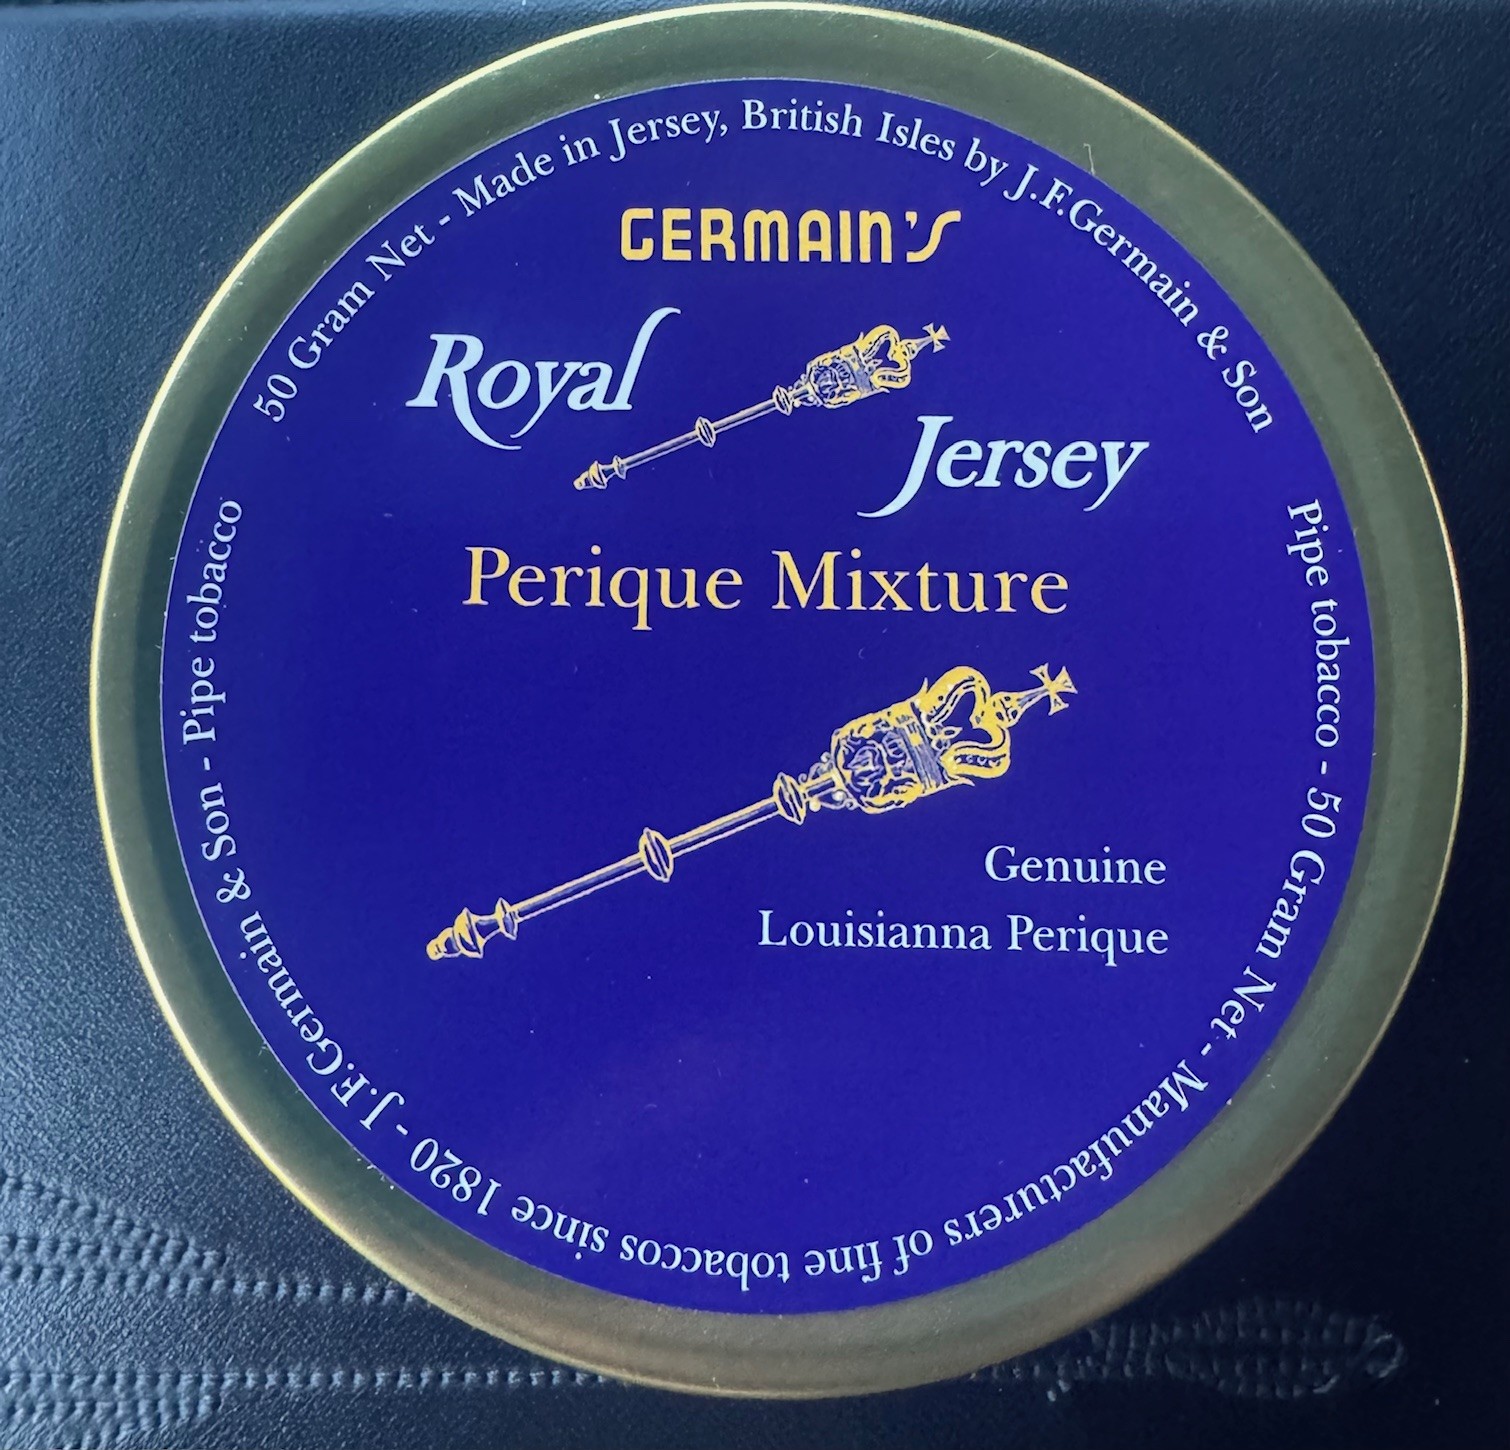 50 Gram Net - Made in Jersey, British Isles by J.F.Germain & Son
GERMAIN'S
Royal
Jersey
Perique Mixture
Genuine
Louisianna Perique
Pipe tobacco - 50 Gram Net - Manufacturers of fine tobaccos since 1820 - J.F.Germain & Son - Pipe tobacco